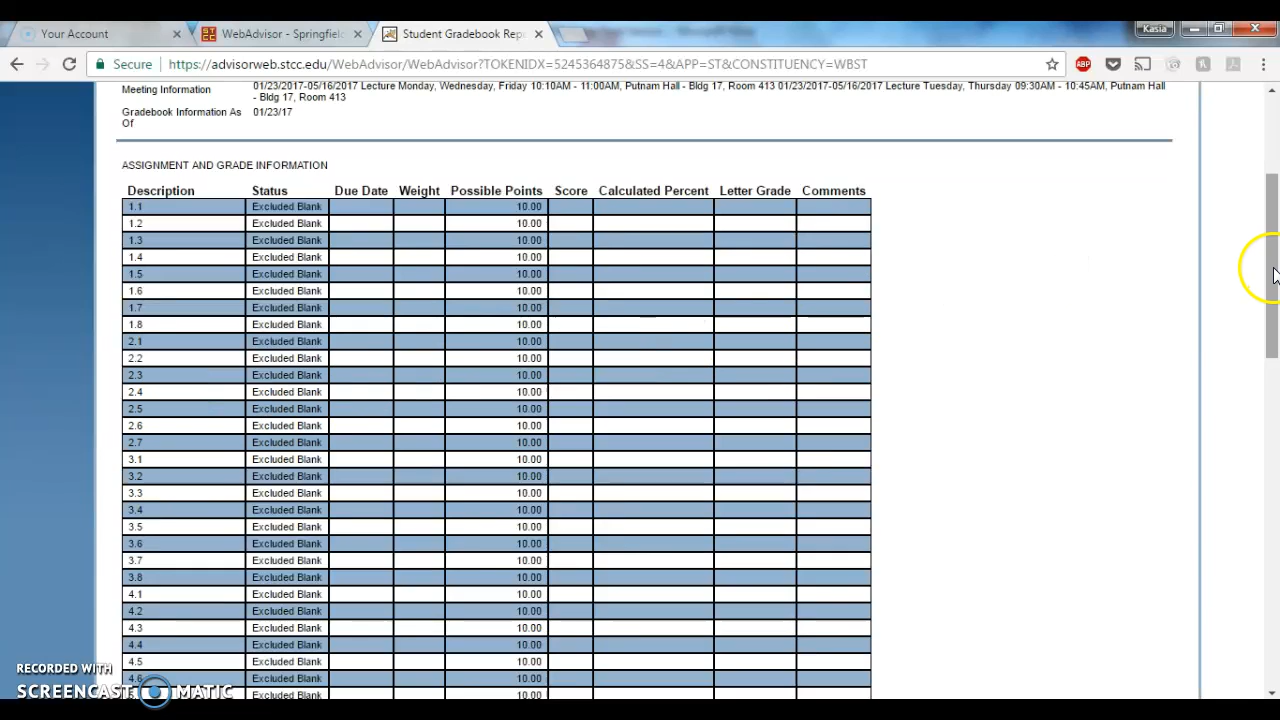 Your Account
WebAdvisor - Springfiel
Student Gradebook Repo
Kasia
Secure
https://advisorweb.stcc.edu/WebAdvisor/WebAdvisor?TOKENIDX=5245364875&SS=4&APP=ST&CONSTITUENCY=WBST
ABP
Meeting Information 01/23/2017-05/16/2017 Lecture Monday, Wednesday, Friday 10:10AM - 11:00AM, Putnam Hall - Bldg 17, Room 413 01/23/2017-05/16/2017 Lecture Tuesday, Thursday 09:30AM - 10:45AM, Putnam Hall
- Bldg 17, Room 413
Gradebook Information As 01/23/17
Of
ASSIGNMENT AND GRADE INFORMATION
Description Status Due Date Weight Possible Points Score Calculated Percent Letter Grade Comments
1.1 Excluded Blank 10.00
1.2 Excluded Blank 10.00
1.3 Excluded Blank 10.00
1.4 Excluded Blank 10.00
1.5 Excluded Blank 10.00
1.6 Excluded Blank 10.00
1.7 Excluded Blank 10.00
1.8 Excluded Blank 10.00
2.1 Excluded Blank 10.00
2.2 Excluded Blank 10.00
2.3 Excluded Blank 10.00
2.4 Excluded Blank 10.00
2.5 Excluded Blank 10.00
2.6 Excluded Blank 10.00
2.7 Excluded Blank 10.00
3.1 Excluded Blank 10.00
3.2 Excluded Blank 10.00
3.3 Excluded Blank 10.00
3.4 Excluded Blank 10.00
3.5 Excluded Blank 10.00
3.6 Excluded Blank 10.00
3.7 Excluded Blank 10.00
3.8 Excluded Blank 10.00
4.1 Excluded Blank 10.00
4.2 Excluded Blank 10.00
4.3 Excluded Blank 10.00
4.4 Excluded Blank 10.00
4.5 Excluded Blank 10.00
4.6 Excluded Blank 10.00
Excluded Blank 10.00
RECORDED WITH
SCREENCAST MATIC